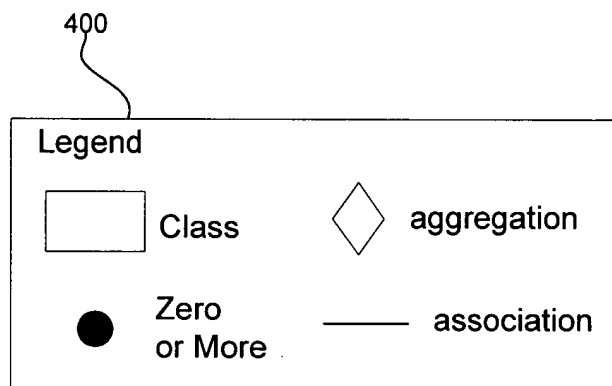 400
Legend
Class
aggregation
Zero
or More
association